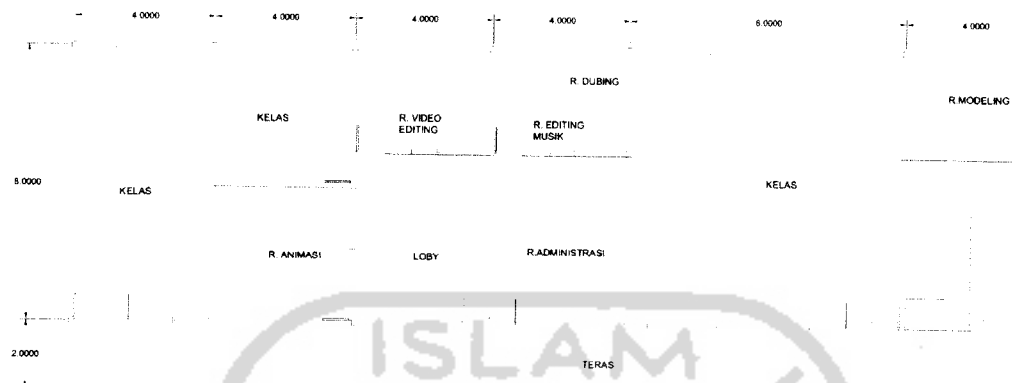 4.0000 4.0000 4.0000 4.0000 6.0000 4.0000
R. DUBING
R.MODELING
KELAS
R. VIDEO
EDITING
R. EDITING
MUSIK
8.0000
KELAS
KELAS
R. ANIMASI
LOBY
R.ADMINISTRASI
ISLAM
2.0000
TERAS